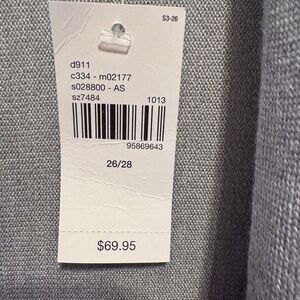 S3-26
d911
c334 - m02177
s028800 - AS
sz7484 1013
95869643
26/28
$69.95